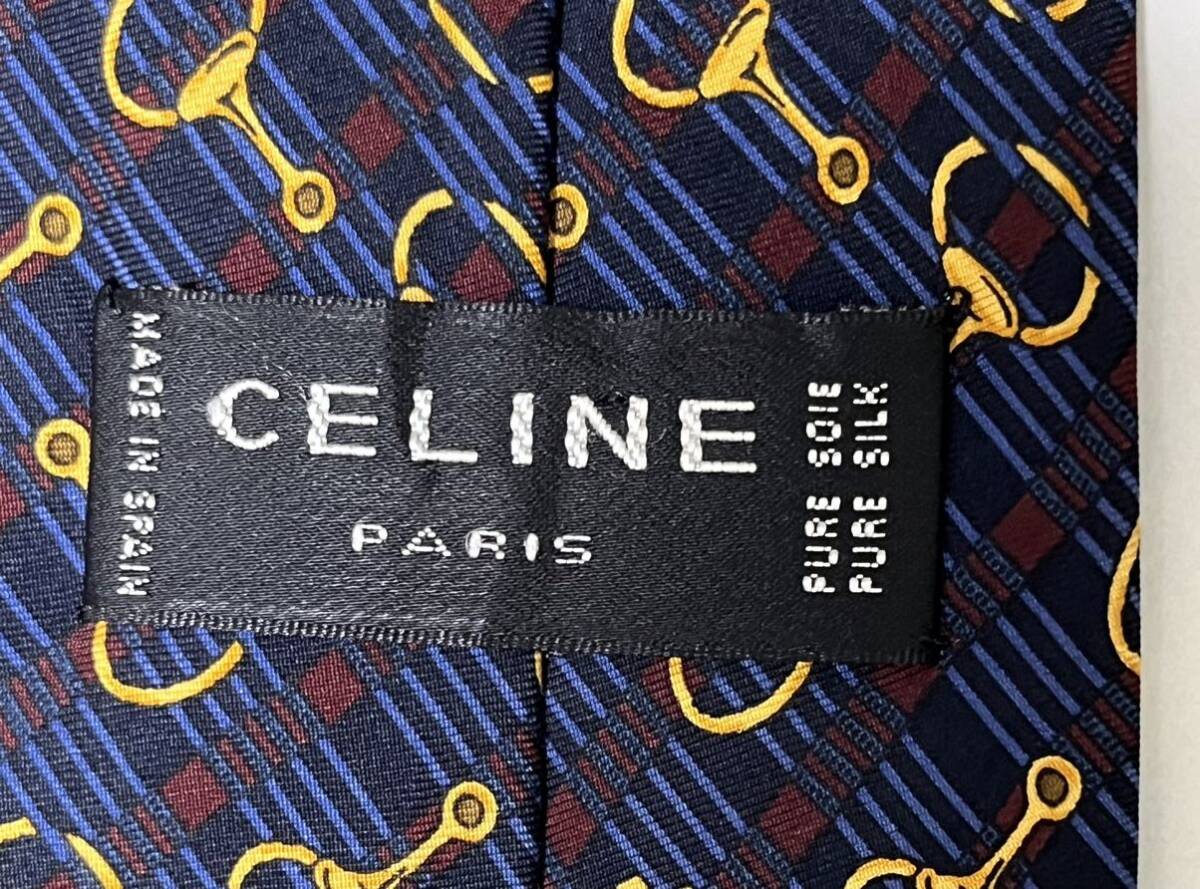 MADE IN SPAIN
CELINE
PARIS
PURE SOIE
PURE SILK